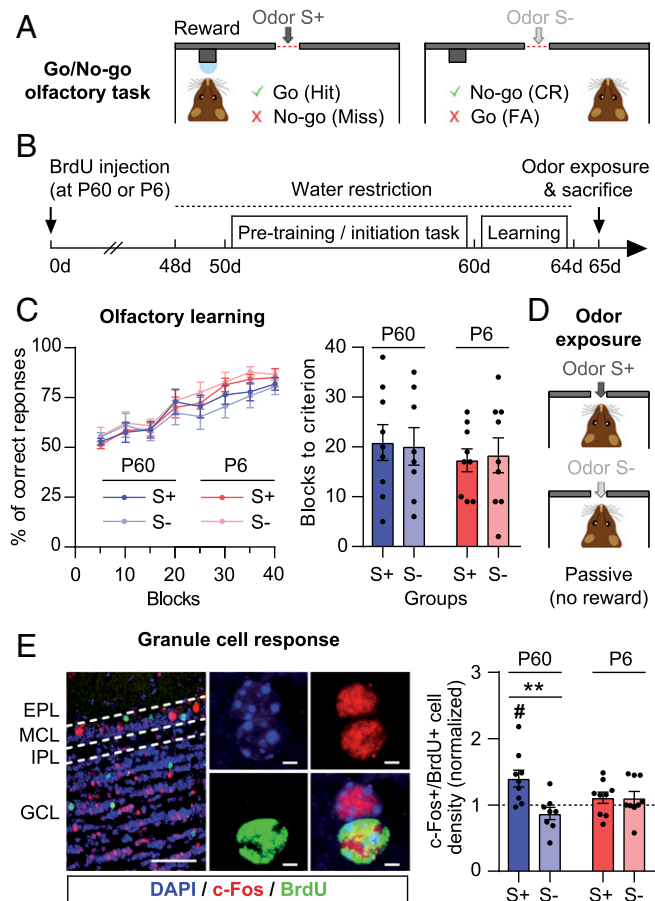 A
Reward
Odor S+
Odor S-
Go/No-go
olfactory task
✓ Go (Hit)
X No-go (Miss)
✓ No-go (CR)
X Go (FA)
B
BrdU injection
(at P60 or P6)
Water restriction
Odor exposure
& sacrifice
Pre-training / initiation task
Learning
0d
48d
50d
60d
64d
65d
C
Olfactory learning
% of correct reponses
100
75
50
25
0
0
10
20
30
40
Blocks
P60
P6
S+
S+
S-
S-
Blocks to criterion
40
30
20
10
0
P60
P6
S+
S-
S+
S-
Groups
D
Odor
exposure
Odor S+
Odor S-
Passive
(no reward)
E
Granule cell response
EPL
MCL
IPL
GCL
DAPI / c-Fos / BrdU
c-Fos+/BrdU+ cell
density (normalized)
3
2
1
0
P60
P6
**
#
S+
S-
S+
S-